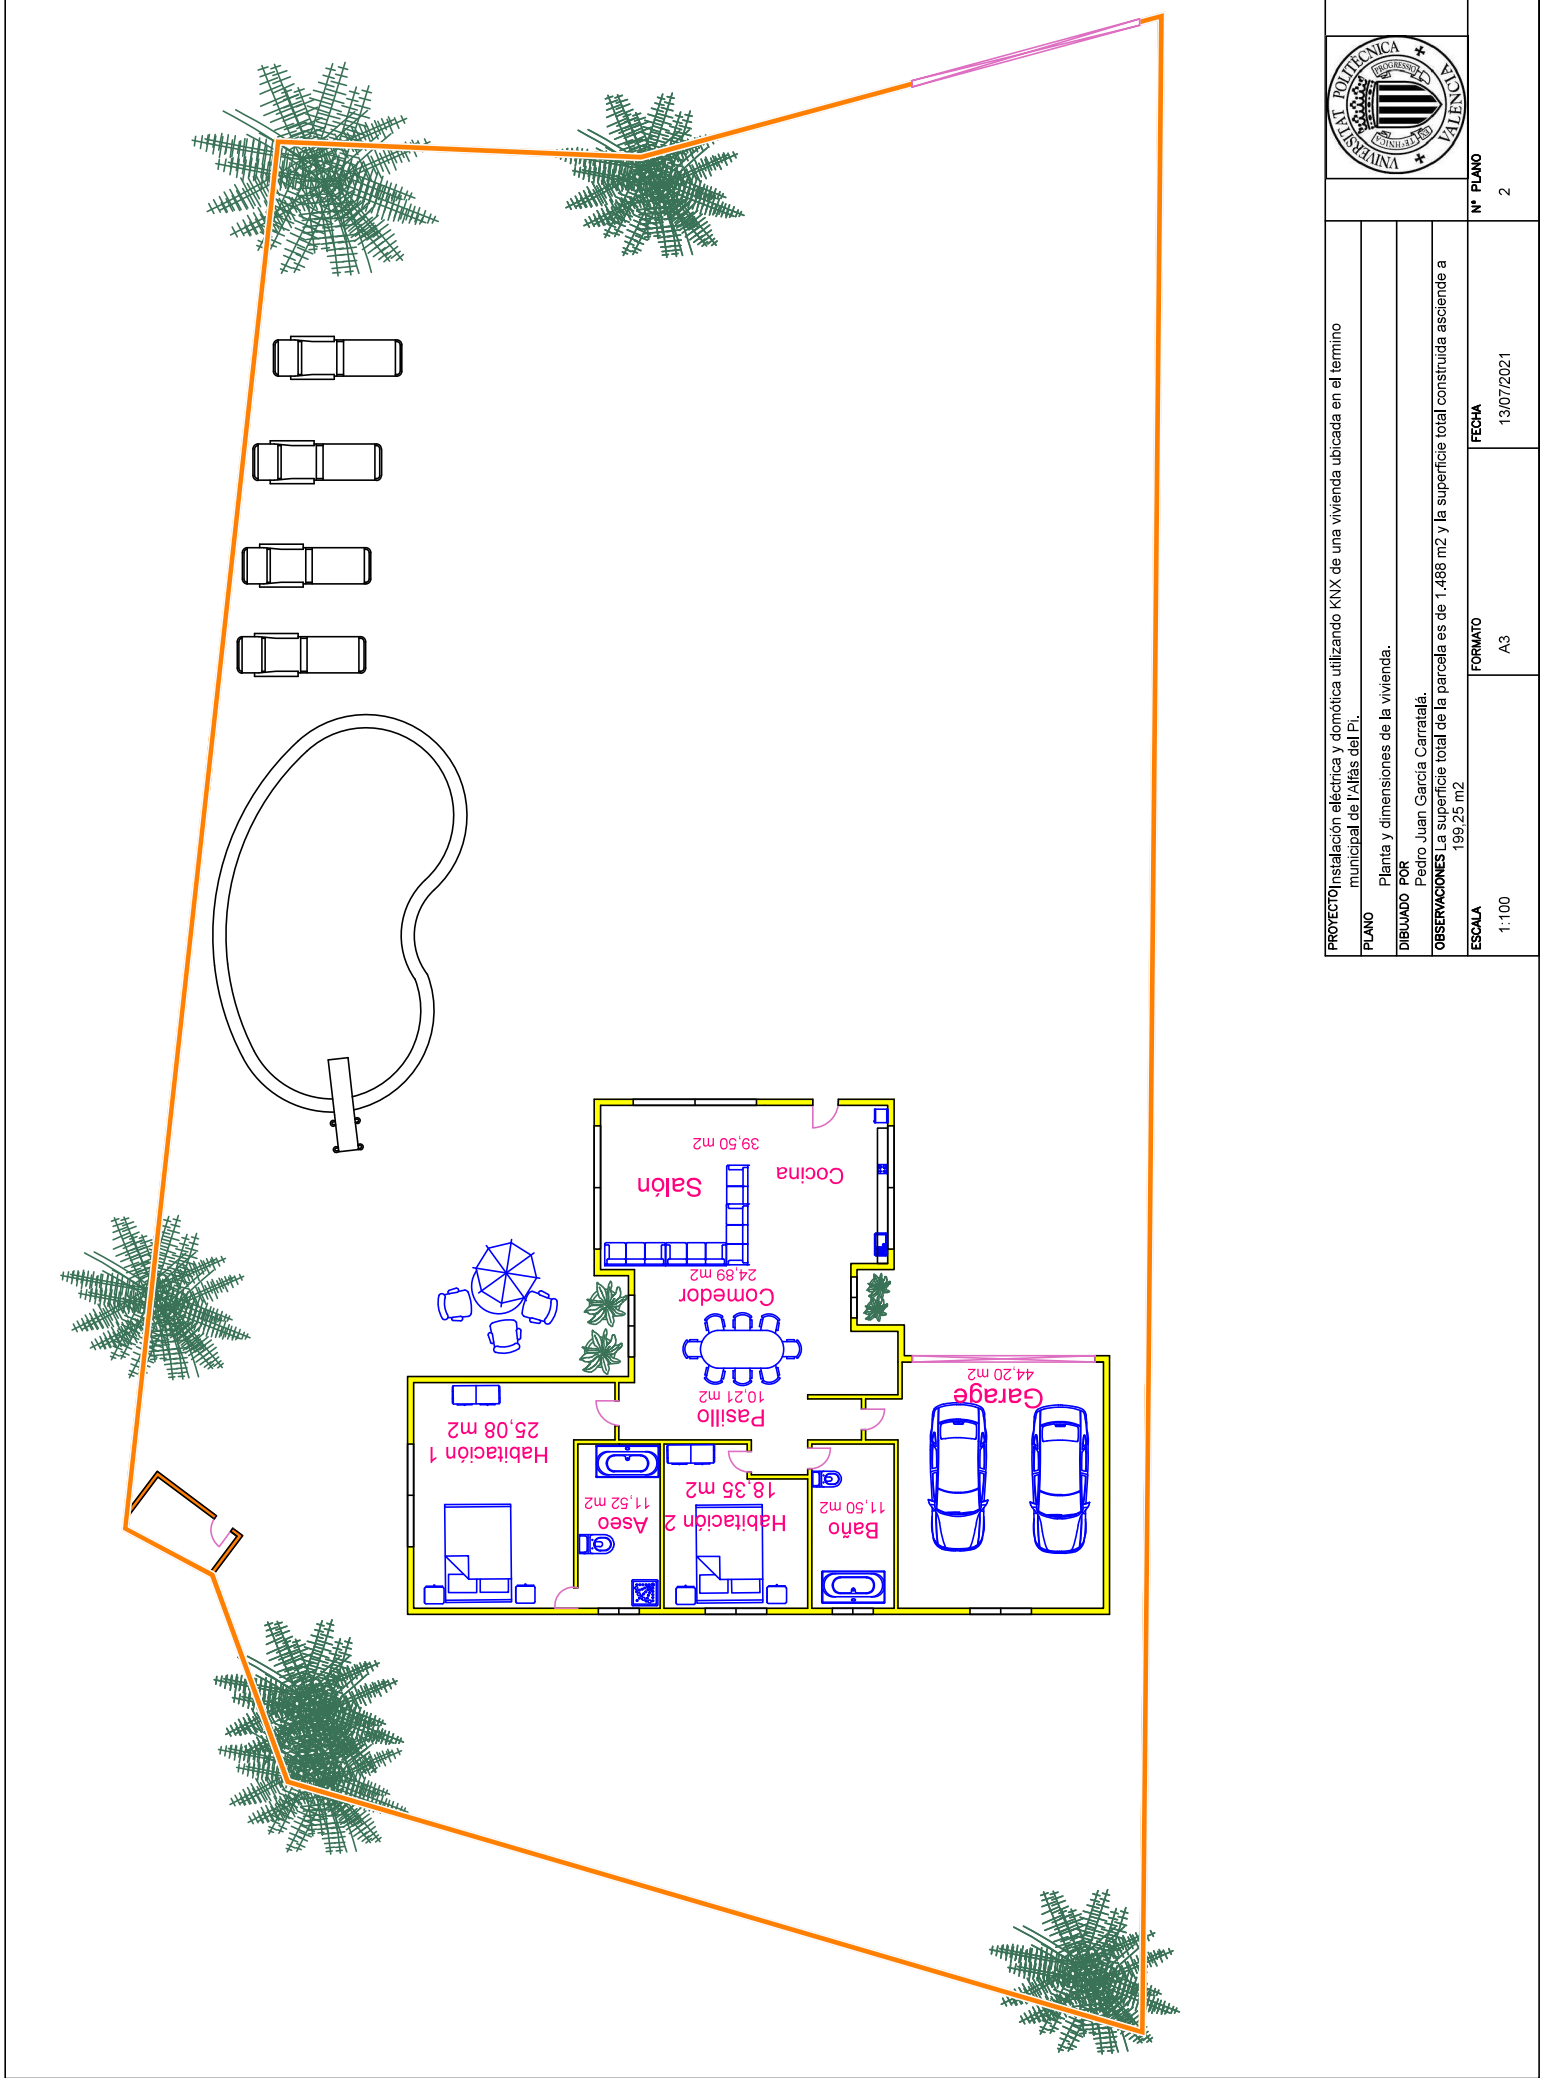 Salón
39,50 m2
Cocina
Comedor
24,89 m2
Pasillo
10,21 m2
Garage
44,20 m2
Habitación 1
25,08 m2
Aseo
11,52 m2
Habitación 2
18,35 m2
Baño
11,50 m2
UNIVERSITAT POLITÈCNICA
VALÈNCIA
PROGRESSIO
PROYECTO Instalación eléctrica y domótica utilizando KNX de una vivienda ubicada en el termino
municipal de l'Alfàs del Pi.
PLANO
Planta y dimensiones de la vivienda.
DIBUJADO POR
Pedro Juan García Carratalá.
OBSERVACIONES La superficie total de la parcela es de 1.488 m2 y la superficie total construida asciende a
199,25 m2
ESCALA
1:100
FORMATO
A3
FECHA
13/07/2021
Nº PLANO
2